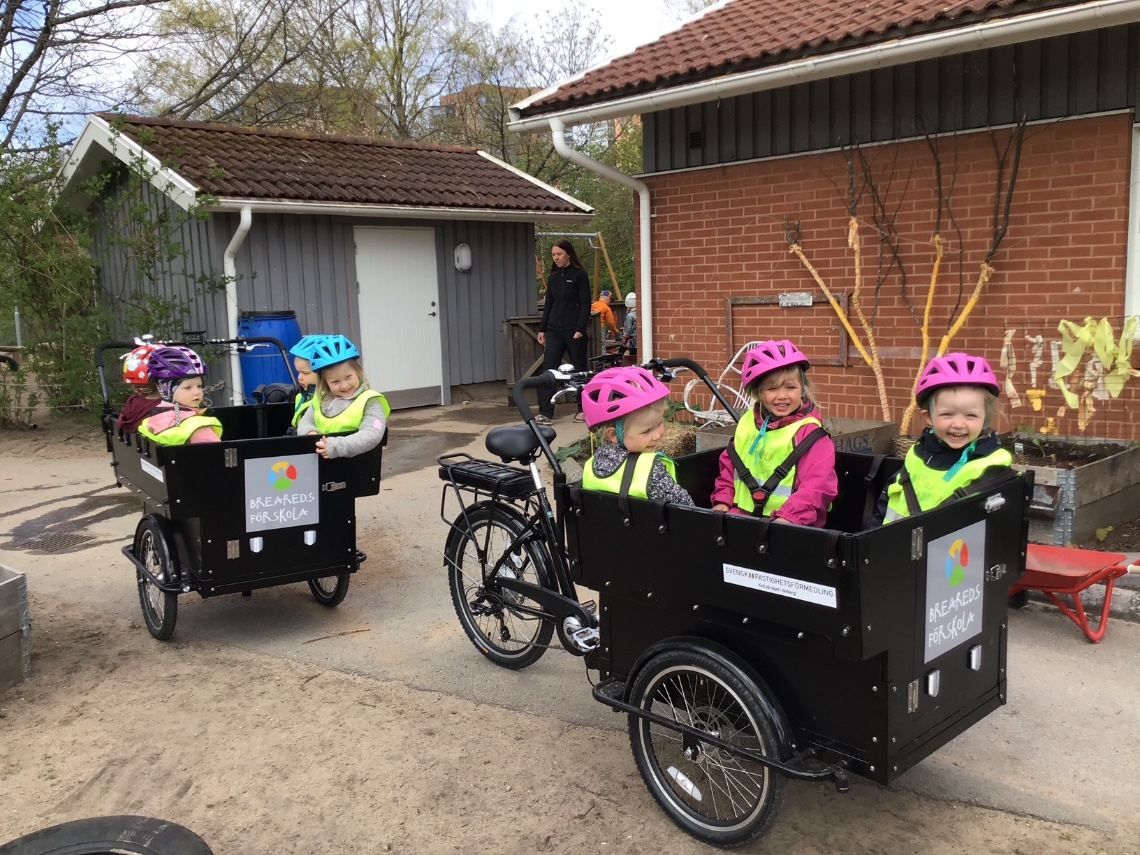 BREAREDS
FÖRSKOLA
SVENSK FASTIGHETSFÖRMEDLING
BREAREDS
FÖRSKOLA